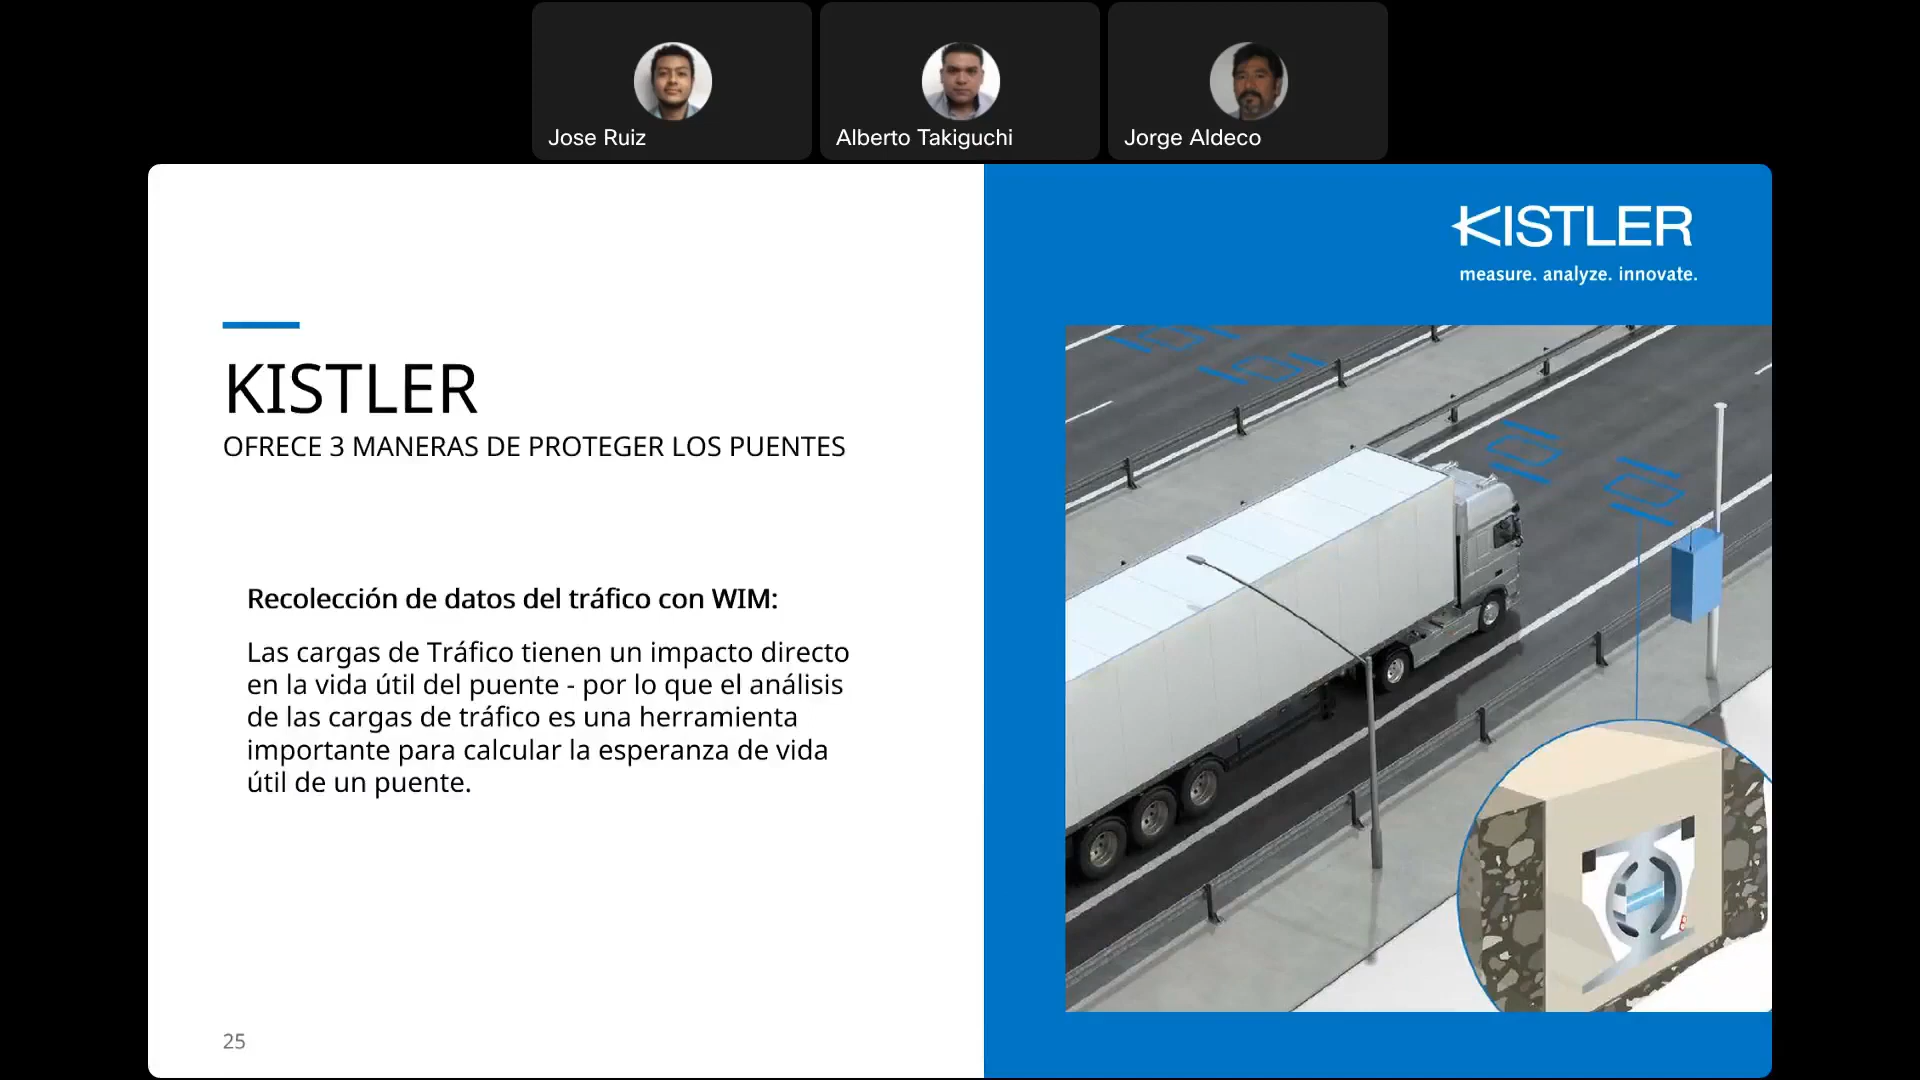 Jose Ruiz
Alberto Takiguchi
Jorge Aldeco
KISTLER
measure. analyze. innovate.
KISTLER
OFRECE 3 MANERAS DE PROTEGER LOS PUENTES
Recolección de datos del tráfico con WIM:
Las cargas de Tráfico tienen un impacto directo
en la vida útil del puente - por lo que el análisis
de las cargas de tráfico es una herramienta
importante para calcular la esperanza de vida
útil de un puente.
25